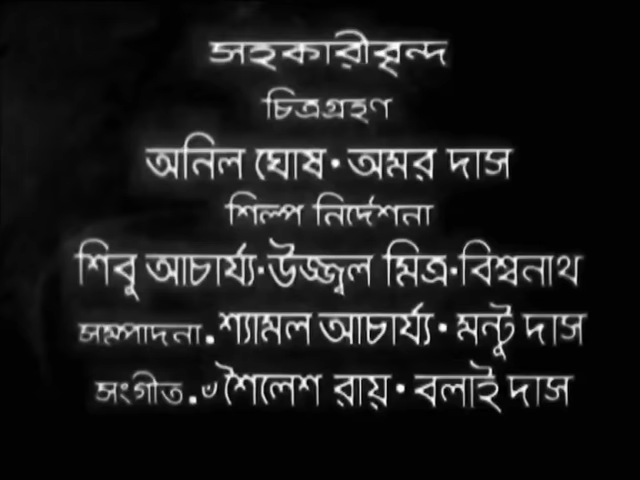 সহকারীবৃন্দ
চিত্রগ্রহণ
অনিল ঘোষ · অমর দাস
শিল্প নির্দেশনা
শিবু আচার্য্য · উজ্জ্বল মিত্র · বিশ্বনাথ
সম্পাদনা . শ্যামল আচার্য্য · মন্টু দাস
সংগীত . ৺শৈলেশ রায় · বলাই দাস